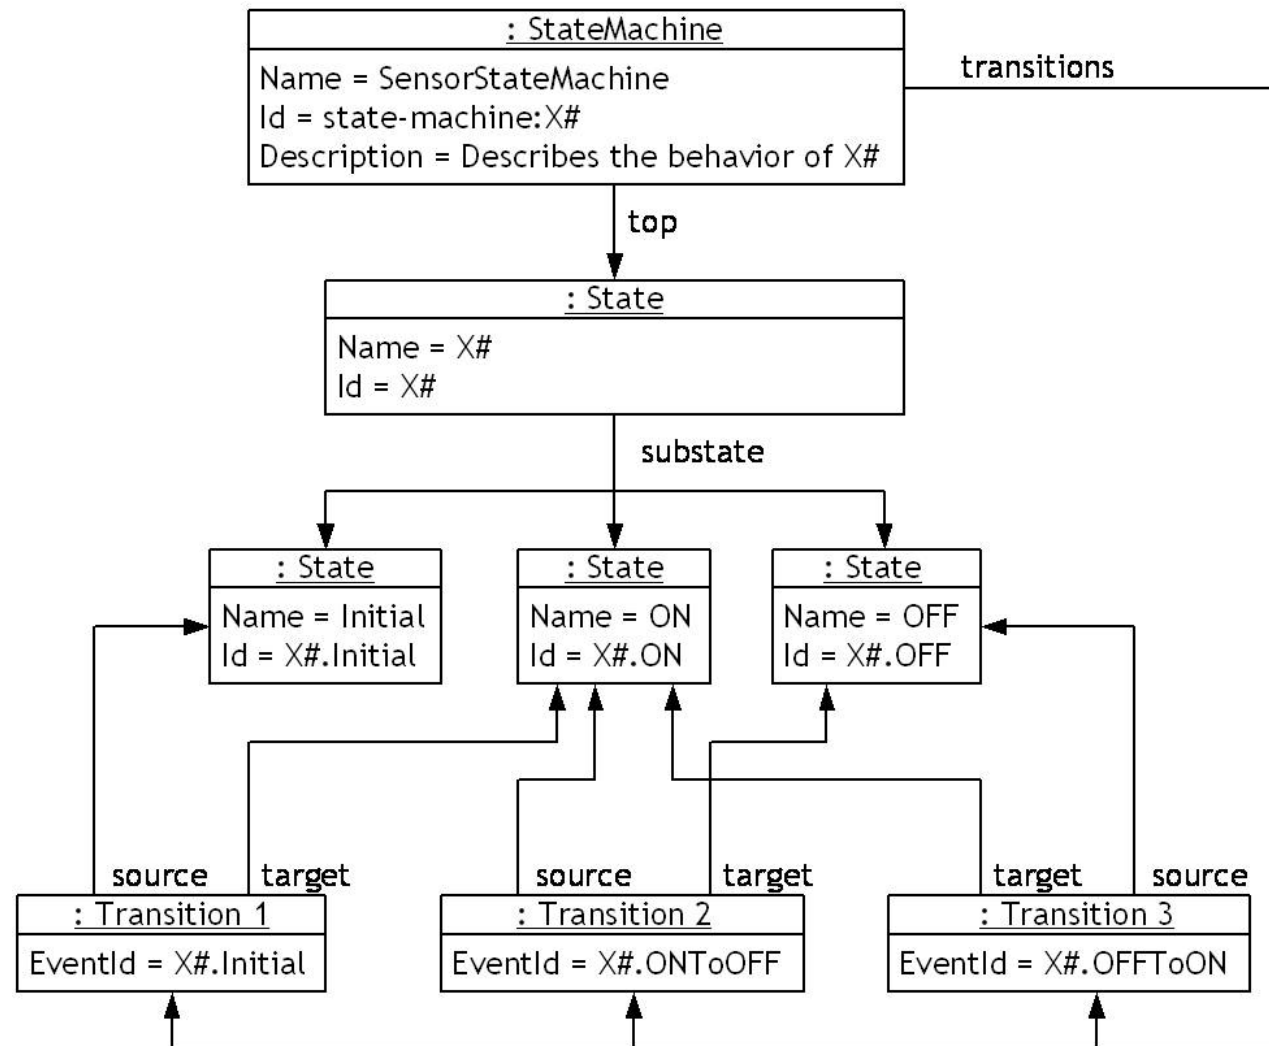 : StateMachine
transitions
Name = SensorStateMachine
Id = state-machine:X#
Description = Describes the behavior of X#
top
: State
Name = X#
Id = X#
substate
: State
Name = Initial
Id = X#.Initial
: State
Name = ON
Id = X#.ON
: State
Name = OFF
Id = X#.OFF
source target
source target
target source
: Transition 1
EventId = X#.Initial
: Transition 2
EventId = X#.ONToOFF
: Transition 3
EventId = X#.OFFToON